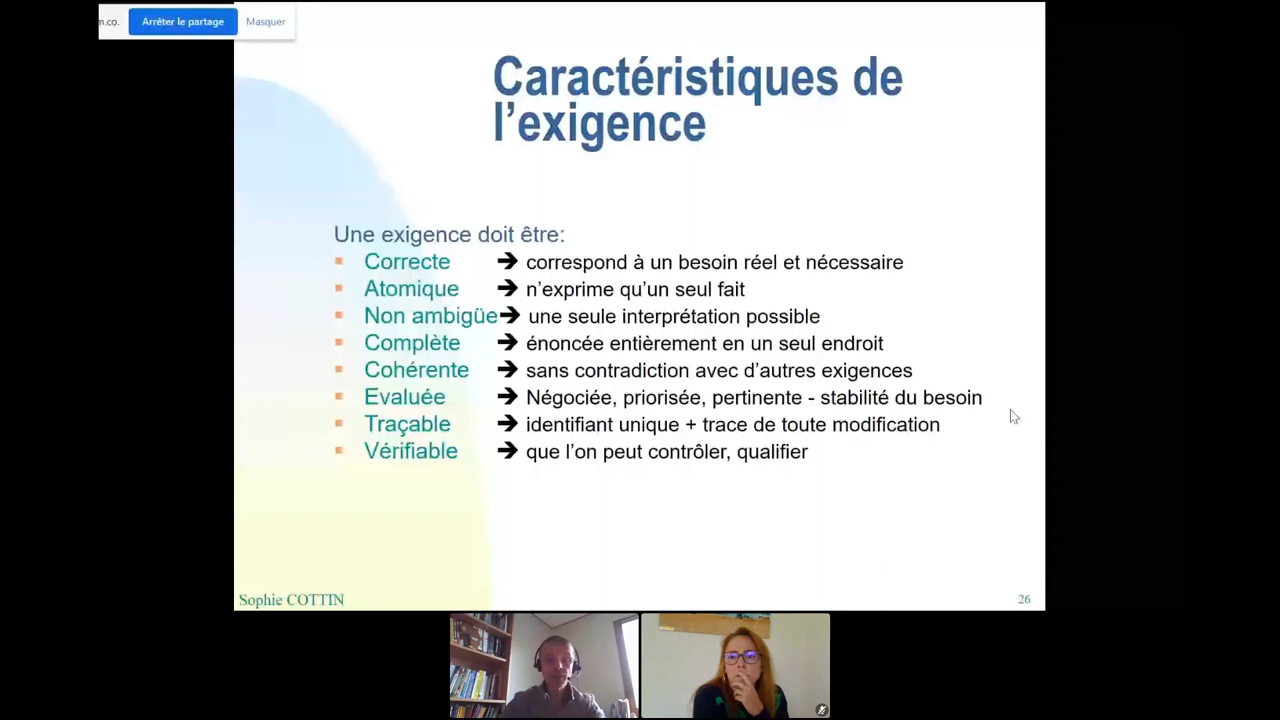 m.co.
Arrêter le partage
Masquer
Caractéristiques de
l’exigence
Une exigence doit être:
Correcte ➔ correspond à un besoin réel et nécessaire
Atomique ➔ n’exprime qu’un seul fait
Non ambigüe ➔ une seule interprétation possible
Complète ➔ énoncée entièrement en un seul endroit
Cohérente ➔ sans contradiction avec d’autres exigences
Evaluée ➔ Négociée, priorisée, pertinente - stabilité du besoin
Traçable ➔ identifiant unique + trace de toute modification
Vérifiable ➔ que l’on peut contrôler, qualifier
Sophie COTTIN
26